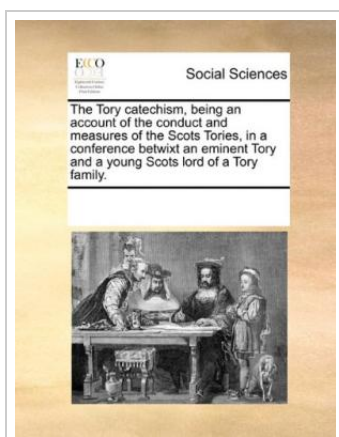 ECCO
Social Sciences
The Tory catechism, being an
account of the conduct and
measures of the Scots Tories, in a
conference betwixt an eminent Tory
and a young Scots lord of a Tory
family.